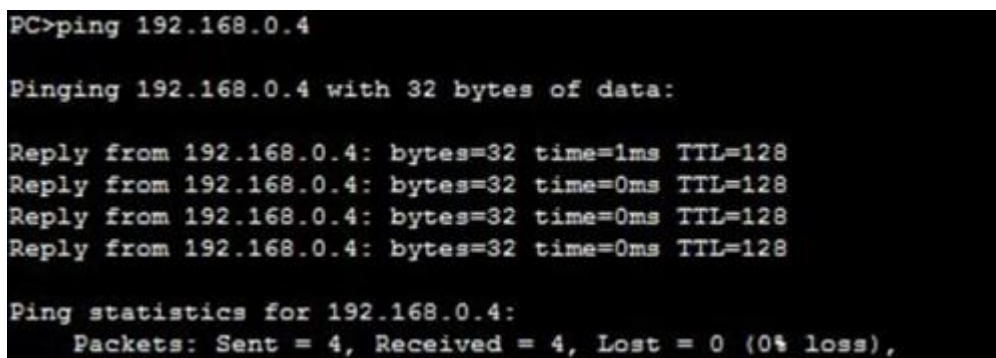 PC>ping 192.168.0.4
Pinging 192.168.0.4 with 32 bytes of data:
Reply from 192.168.0.4: bytes=32 time=1ms TTL=128
Reply from 192.168.0.4: bytes=32 time=0ms TTL=128
Reply from 192.168.0.4: bytes=32 time=0ms TTL=128
Reply from 192.168.0.4: bytes=32 time=0ms TTL=128
Ping statistics for 192.168.0.4:
Packets: Sent = 4, Received = 4, Lost = 0 (0% loss),